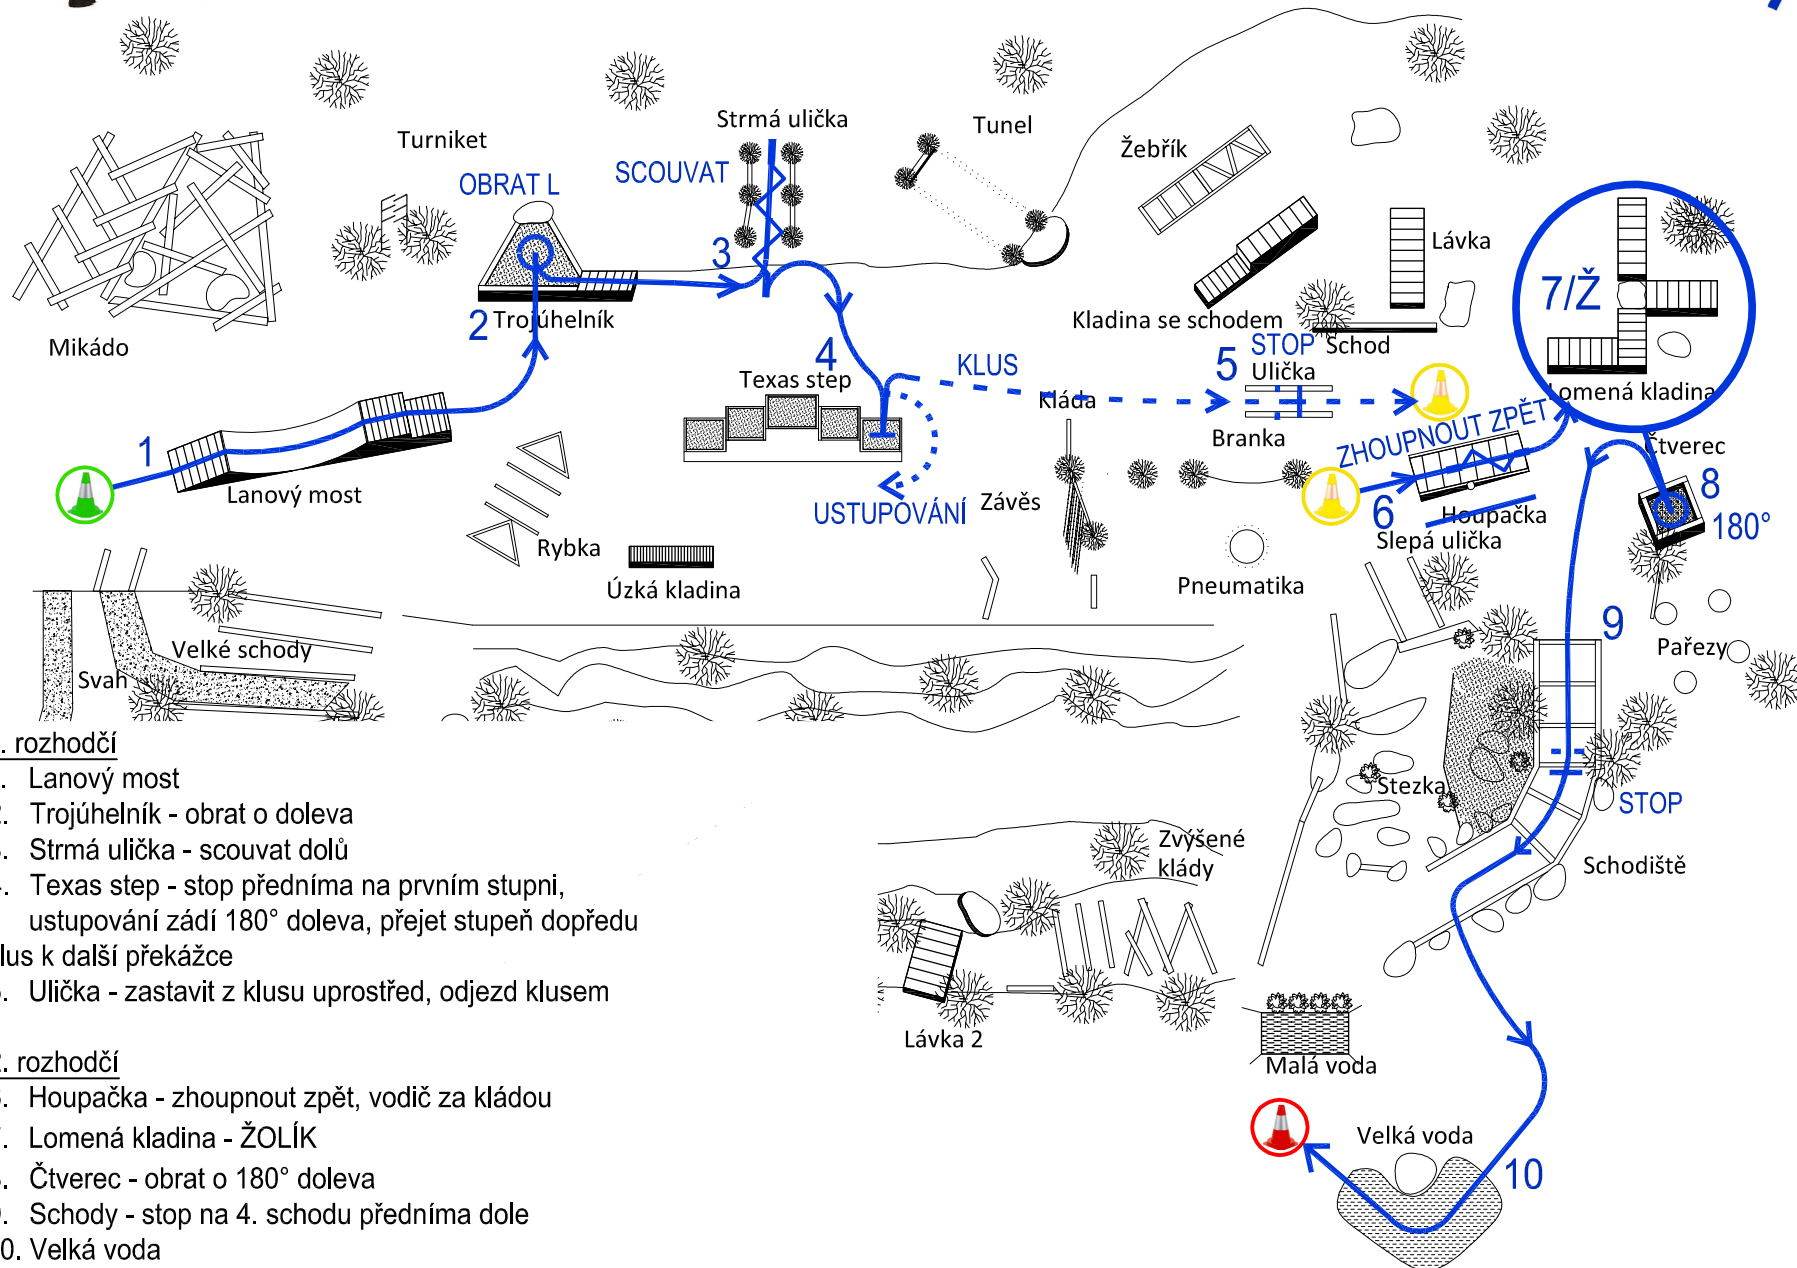 Strmá ulička
Tunel
Turniket
Žebřík
SCOUVAT
OBRAT L
Lávka
3
7/Ž
2
Trojúhelník
Kladina se schodem
Mikádo
STOP
Schod
4
5
KLUS
Ulička
Texas step
Lomená kladina
Kláda
ZHOUPNOUT ZPĚT
1
Branka
Čtverec
Lanový most
8
USTUPOVÁNÍ
Závěs
6
Houpačka
180°
Slepá ulička
Rybka
Úzká kladina
Pneumatika
9
Velké schody
Pařezy
Svah
. rozhodčí
. Lanový most
. Trojúhelník - obrat o doleva
. Strmá ulička - scouvat dolů
. Texas step - stop předníma na prvním stupni,
ustupování zádí 180° doleva, přejet stupeň dopředu
lus k další překážce
. Ulička - zastavit z klusu uprostřed, odjezd klusem
. rozhodčí
. Houpačka - zhoupnout zpět, vodič za kládou
. Lomená kladina - ŽOLÍK
. Čtverec - obrat o 180° doleva
. Schody - stop na 4. schodu předníma dole
0. Velká voda
Stezka
STOP
Zvýšené
klády
Schodiště
Lávka 2
Malá voda
Velká voda
10